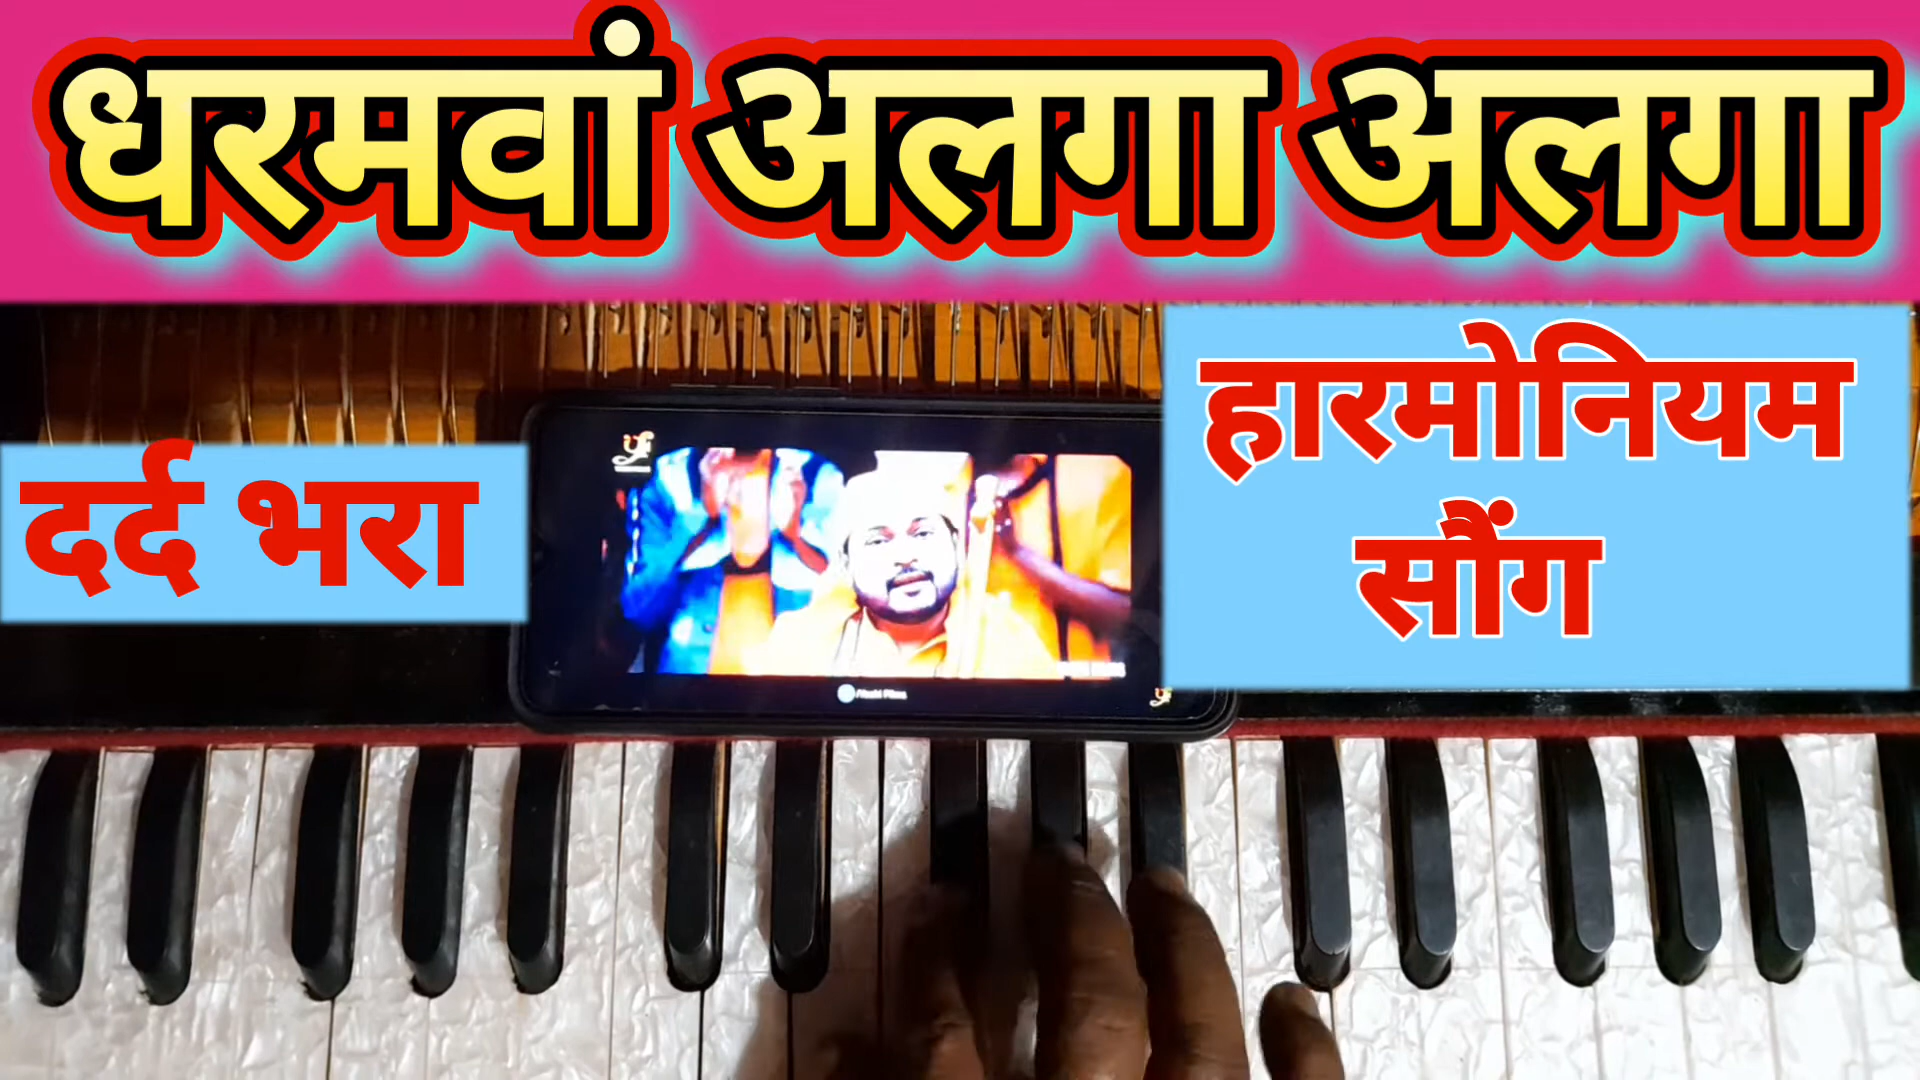 धरमवां अलगा अलगा
हारमोनियम
सौंग
दर्द भरा